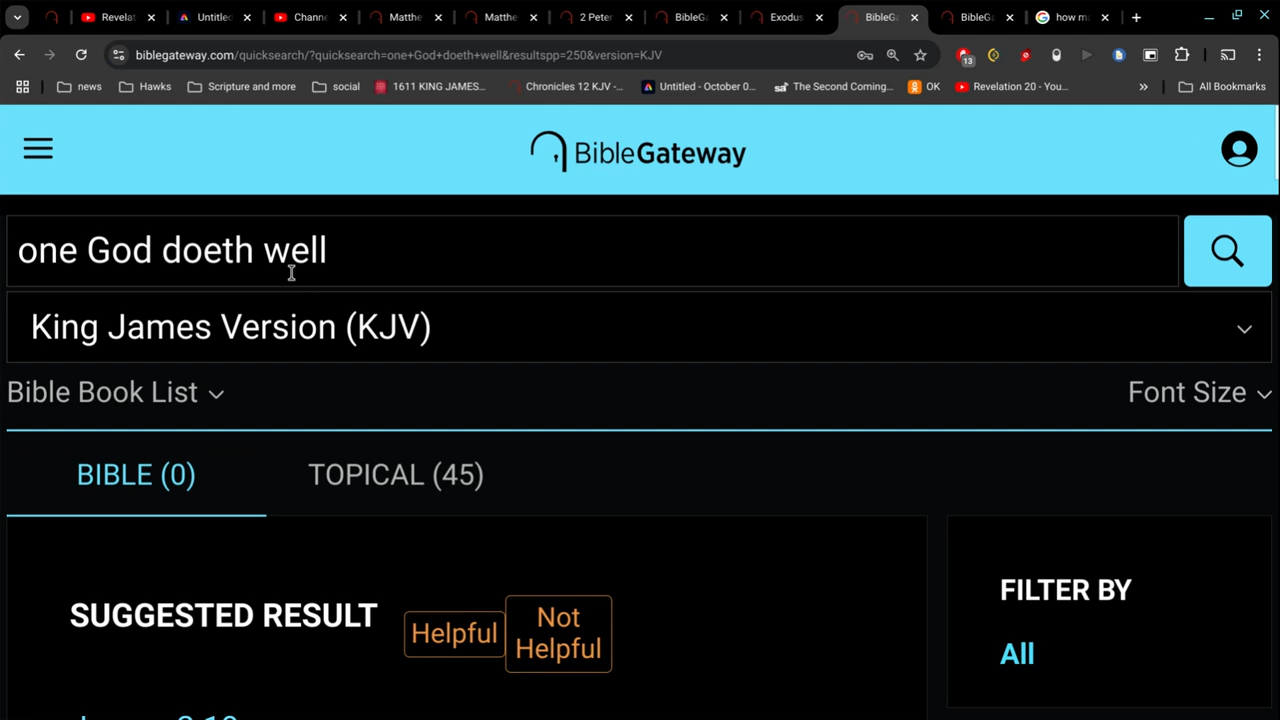 Revelat
Untitled
Chann
Matthe
Matthe
2 Peter
BibleG
Exodus
BibleG
BibleG
how m
biblegateway.com/quicksearch/?quicksearch=one+God+doeth+well&resultspp=250&version=KJV
13
news
Hawks
Scripture and more
social
1611 KING JAMES...
Chronicles 12 KJV -...
Untitled - October 0...
The Second Coming...
OK
Revelation 20 - You...
»
All Bookmarks
BibleGateway
one God doeth well
King James Version (KJV)
Bible Book List
Font Size
BIBLE (0)
TOPICAL (45)
SUGGESTED RESULT
Helpful
Not
Helpful
FILTER BY
All